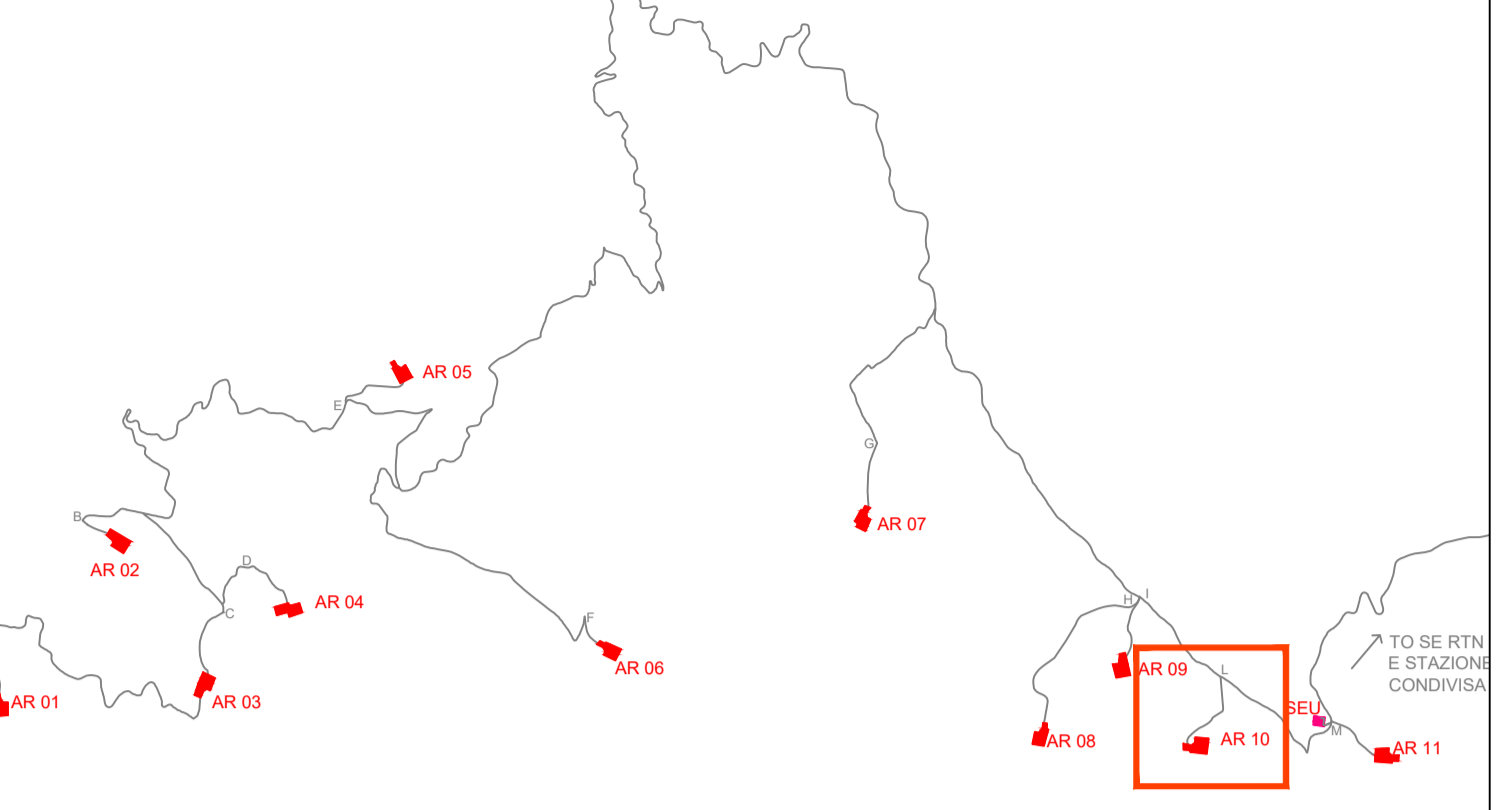 AR 05
E
G
B
AR 07
AR 02
D
AR 04
C
H
I
F
TO SE RTN
E STAZIONE
CONDIVISA
AR 06
AR 09
L
AR 01
AR 03
SEU
M
AR 08
AR 10
AR 11